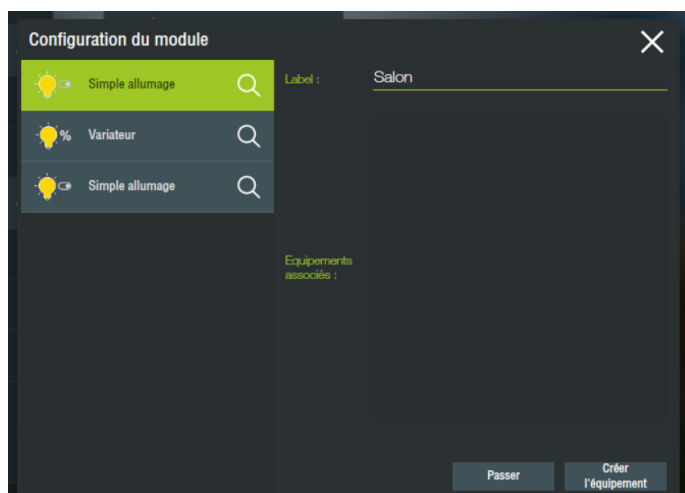 Configuration du module
Simple allumage
% Variateur
Simple allumage
Label :
Salon
Equipements
associés :
Passer
Créer
l'équipement